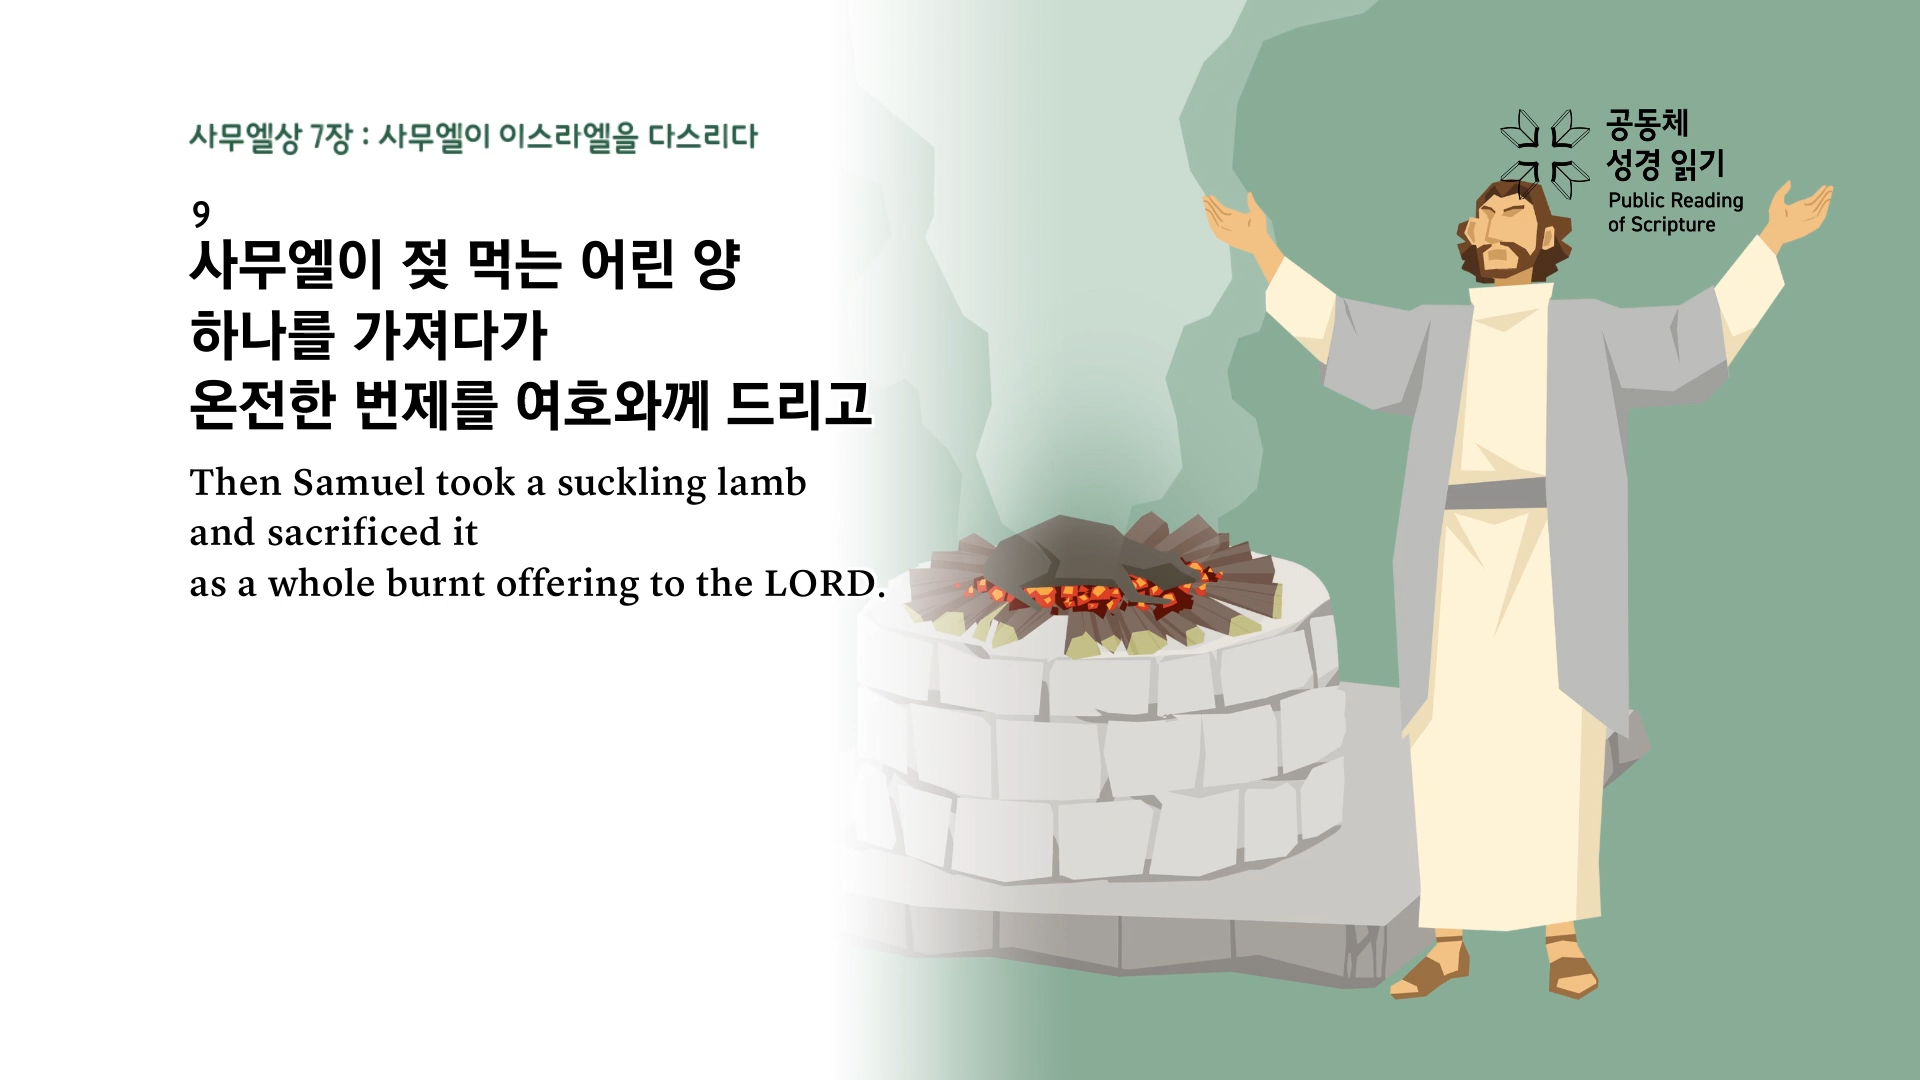 사무엘상 7장 : 사무엘이 이스라엘을 다스리다
9
사무엘이 젖 먹는 어린 양
하나를 가져다가
온전한 번제를 여호와께 드리고
Then Samuel took a suckling lamb
and sacrificed it
as a whole burnt offering to the LORD.
공동체
성경 읽기
Public Reading
of Scripture